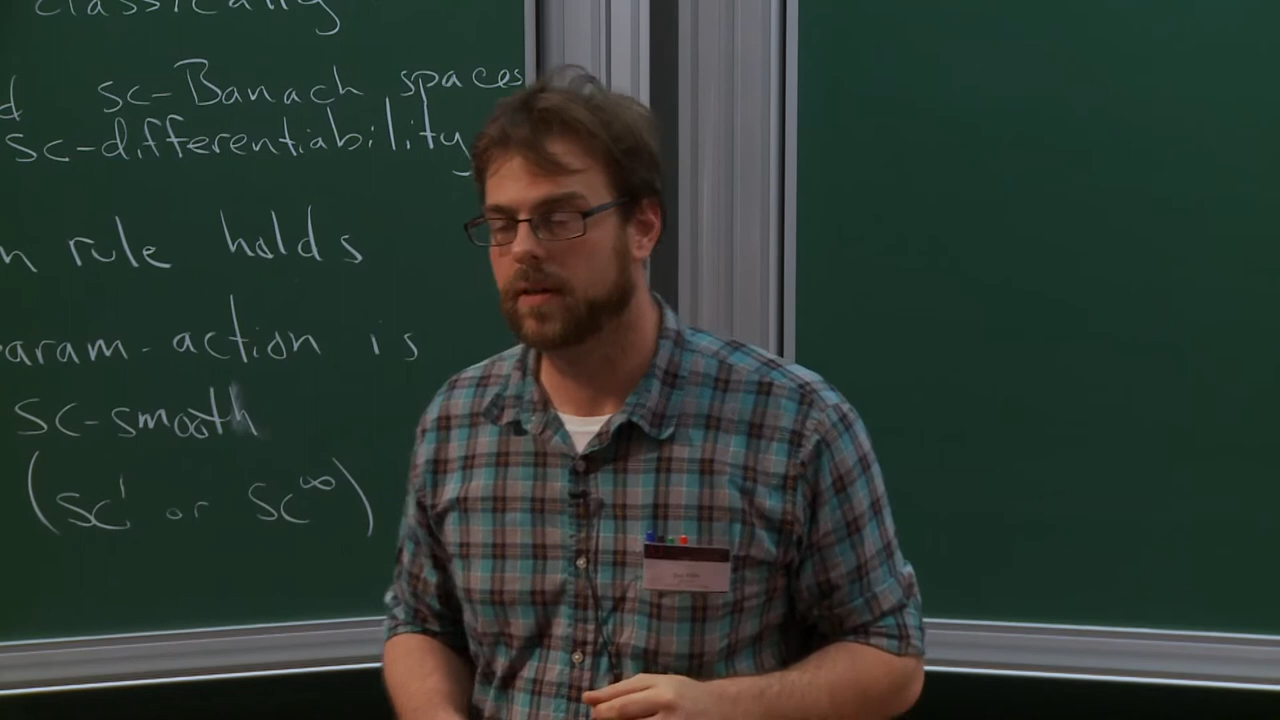 classically
d sc-Banach spaces
sc-differentiability
n rule holds
aram-action is
sc-smooth
(sc¹ or sc^∞)